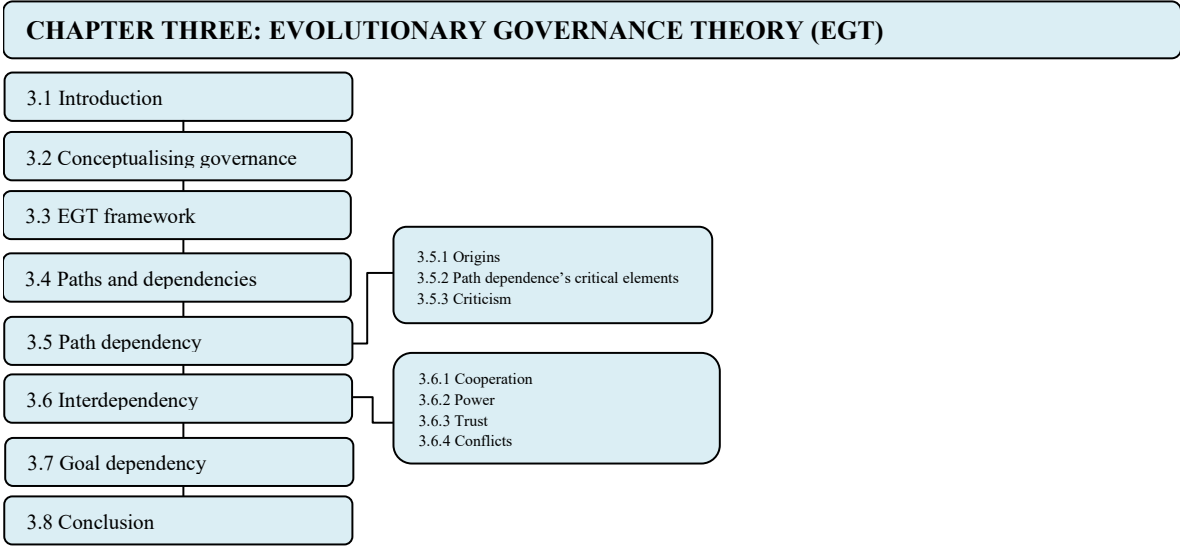 CHAPTER THREE: EVOLUTIONARY GOVERNANCE THEORY (EGT)
3.1 Introduction
3.2 Conceptualising governance
3.3 EGT framework
3.4 Paths and dependencies
3.5 Path dependency
3.5.1 Origins
3.5.2 Path dependence’s critical elements
3.5.3 Criticism
3.6 Interdependency
3.6.1 Cooperation
3.6.2 Power
3.6.3 Trust
3.6.4 Conflicts
3.7 Goal dependency
3.8 Conclusion